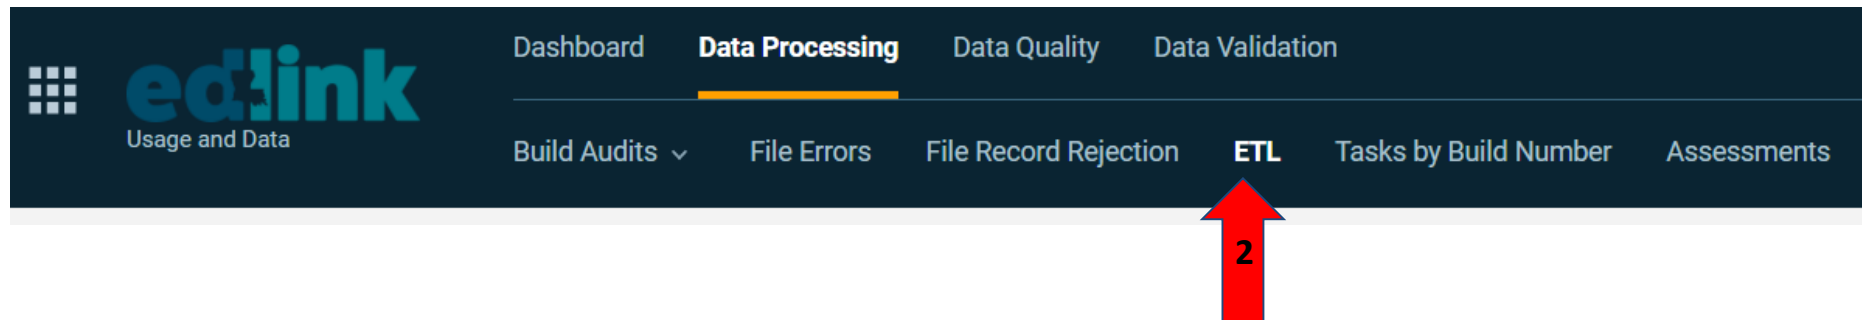 edlink
Usage and Data
Dashboard Data Processing Data Quality Data Validation
Build Audits File Errors File Record Rejection ETL Tasks by Build Number Assessments
2